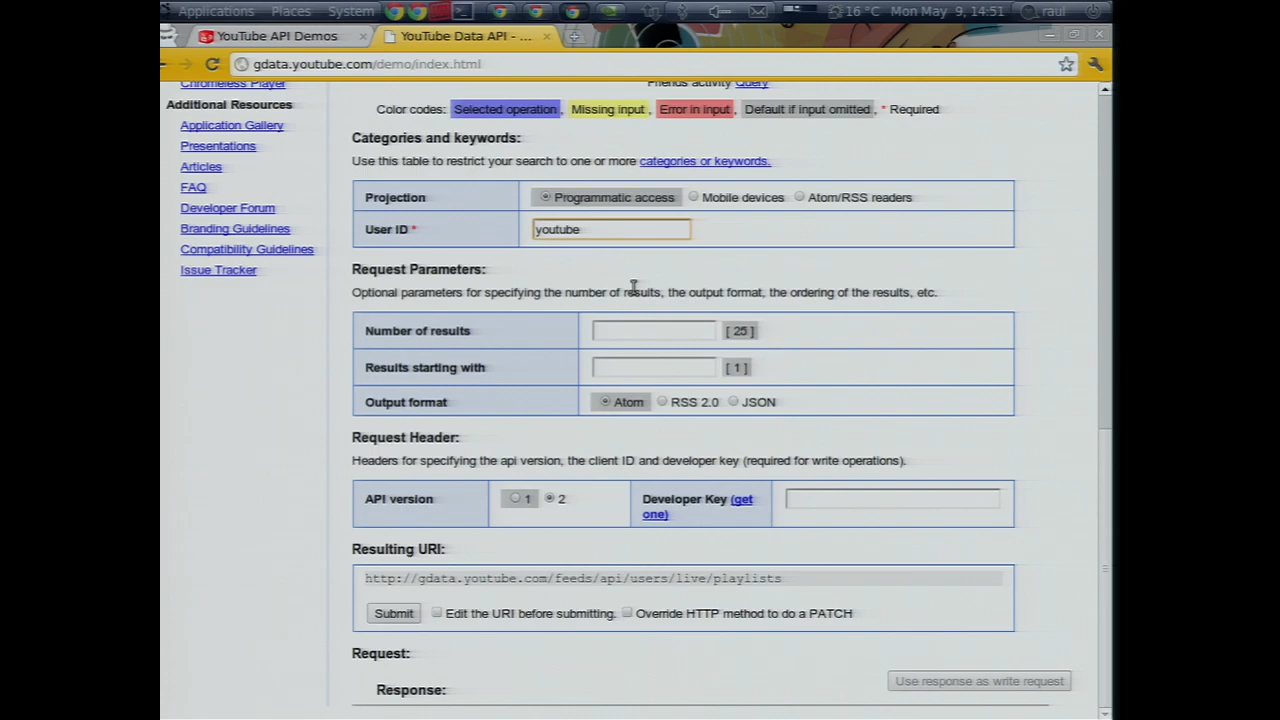 Applications Places System 16 °C Mon May 9, 14:51 raul
YouTube API Demos × YouTube Data API - ... ×
gdata.youtube.com/demo/index.html
Chromeless Player
Friends activity Query
Additional Resources
Application Gallery
Presentations
Articles
FAQ
Developer Forum
Branding Guidelines
Compatibility Guidelines
Issue Tracker
Color codes: Selected operation, Missing input, Error in input, Default if input omitted, * Required
Categories and keywords:
Use this table to restrict your search to one or more categories or keywords.
Projection Programmatic access Mobile devices Atom/RSS readers
User ID * youtube
Request Parameters:
Optional parameters for specifying the number of results, the output format, the ordering of the results, etc.
Number of results [ 25 ]
Results starting with [ 1 ]
Output format Atom RSS 2.0 JSON
Request Header:
Headers for specifying the api version, the client ID and developer key (required for write operations).
API version 1 2 Developer Key (get
one)
Resulting URI:
http://gdata.youtube.com/feeds/api/users/live/playlists
Submit Edit the URI before submitting, Override HTTP method to do a PATCH
Request:
Use response as write request
Response: